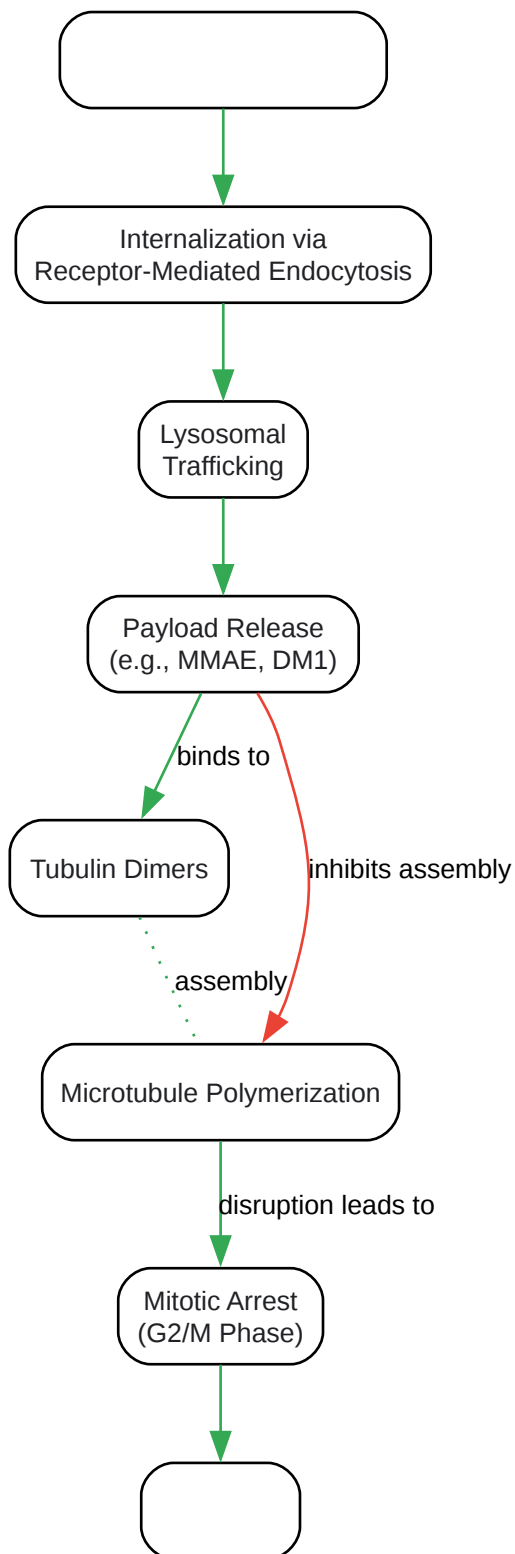 Internalization via
Receptor-Mediated Endocytosis
Lysosomal
Trafficking
Payload Release
(e.g., MMAE, DM1)
binds to
Tubulin Dimers
inhibits assembly
assembly
Microtubule Polymerization
disruption leads to
Mitotic Arrest
(G2/M Phase)